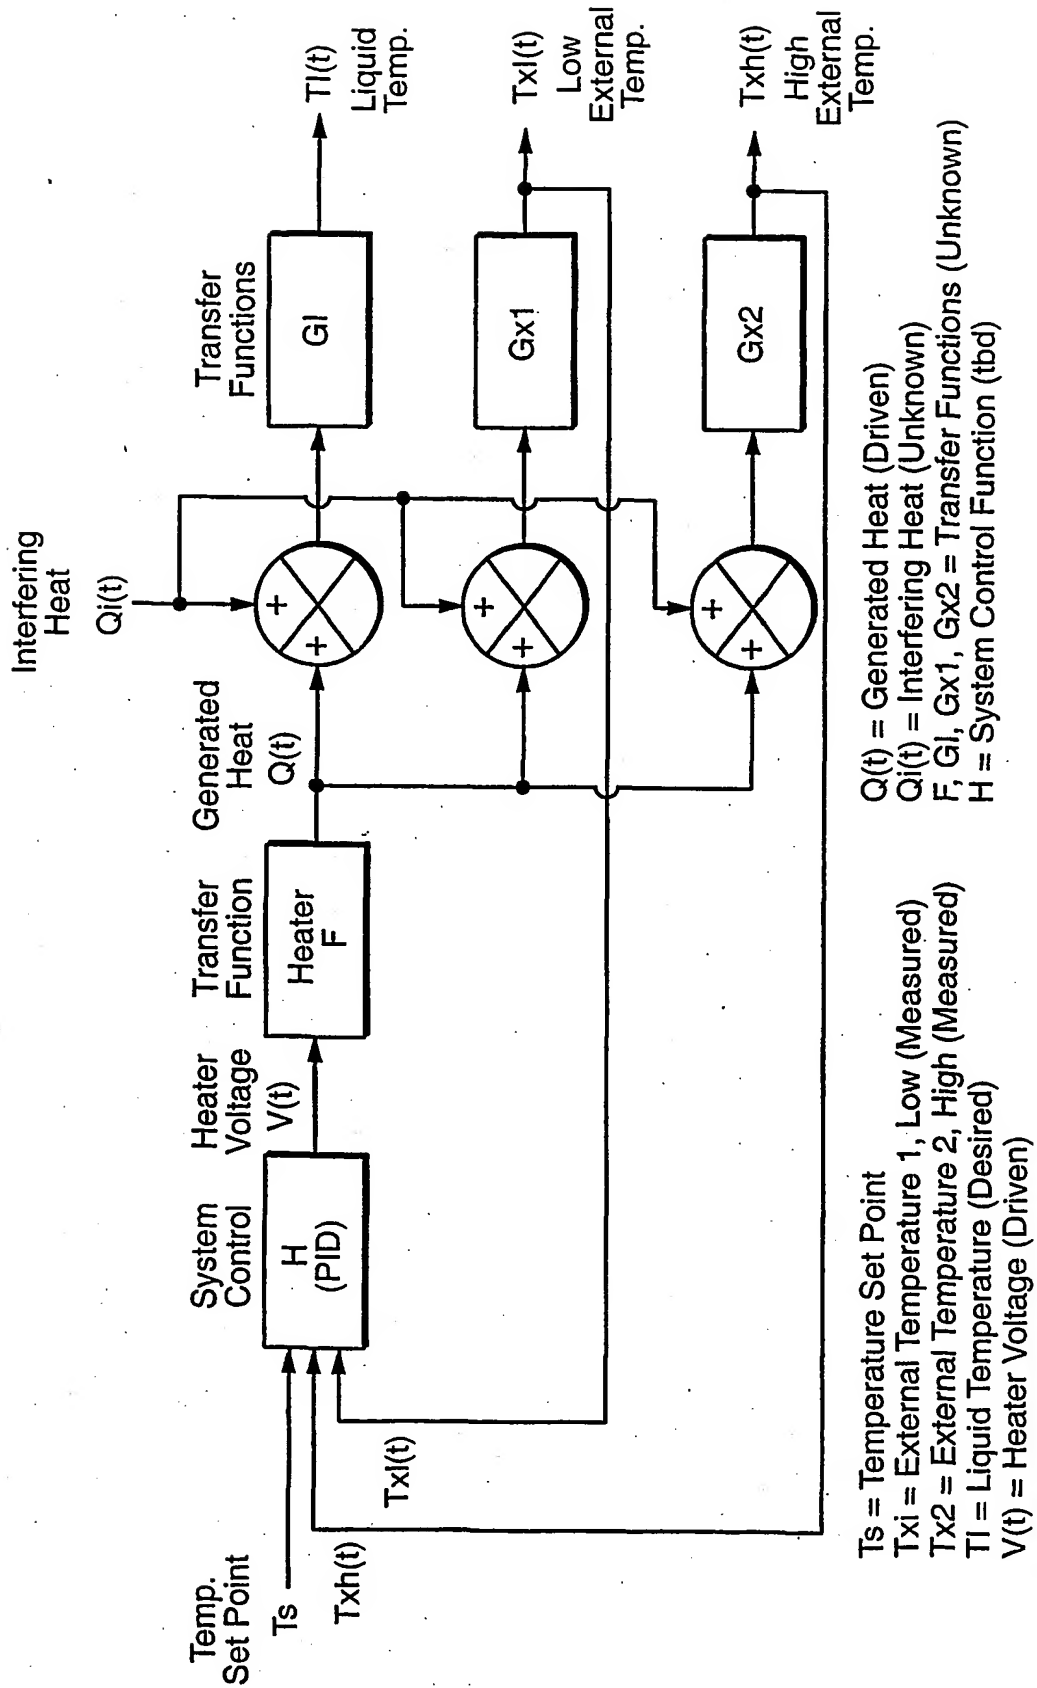 Interfering
Heat
Qi(t)
Temp.
Set Point
Ts
Txh(t)
Txl(t)
System
Control
H
(PID)
Heater
Voltage
V(t)
Transfer
Function
Heater
F
Generated
Heat
Q(t)
+
+
+
+
+
+
Transfer
Functions
Gl
Gx1
Gx2
Tl(t)
Liquid
Temp.
Txl(t)
Low
External
Temp.
Txh(t)
High
External
Temp.
Ts = Temperature Set Point
Txi = External Temperature 1, Low (Measured)
Tx2 = External Temperature 2, High (Measured)
Tl = Liquid Temperature (Desired)
V(t) = Heater Voltage (Driven)
Q(t) = Generated Heat (Driven)
Qi(t) = Interfering Heat (Unknown)
F, Gl, Gx1, Gx2 = Transfer Functions (Unknown)
H = System Control Function (tbd)